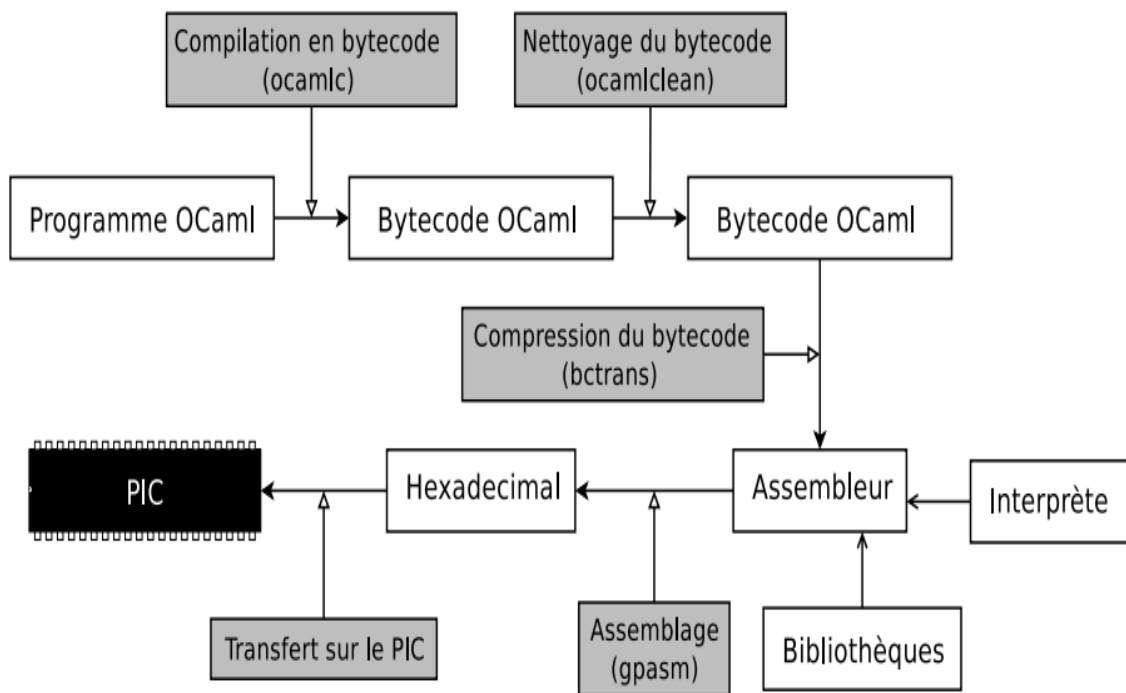 Compilation en bytecode
(ocamlc)
Nettoyage du bytecode
(ocamlclean)
Programme OCaml
Bytecode OCaml
Bytecode OCaml
Compression du bytecode
(bctrans)
PIC
Hexadecimal
Assembleur
Interprète
Transfert sur le PIC
Assemblage
(gpasm)
Bibliothèques